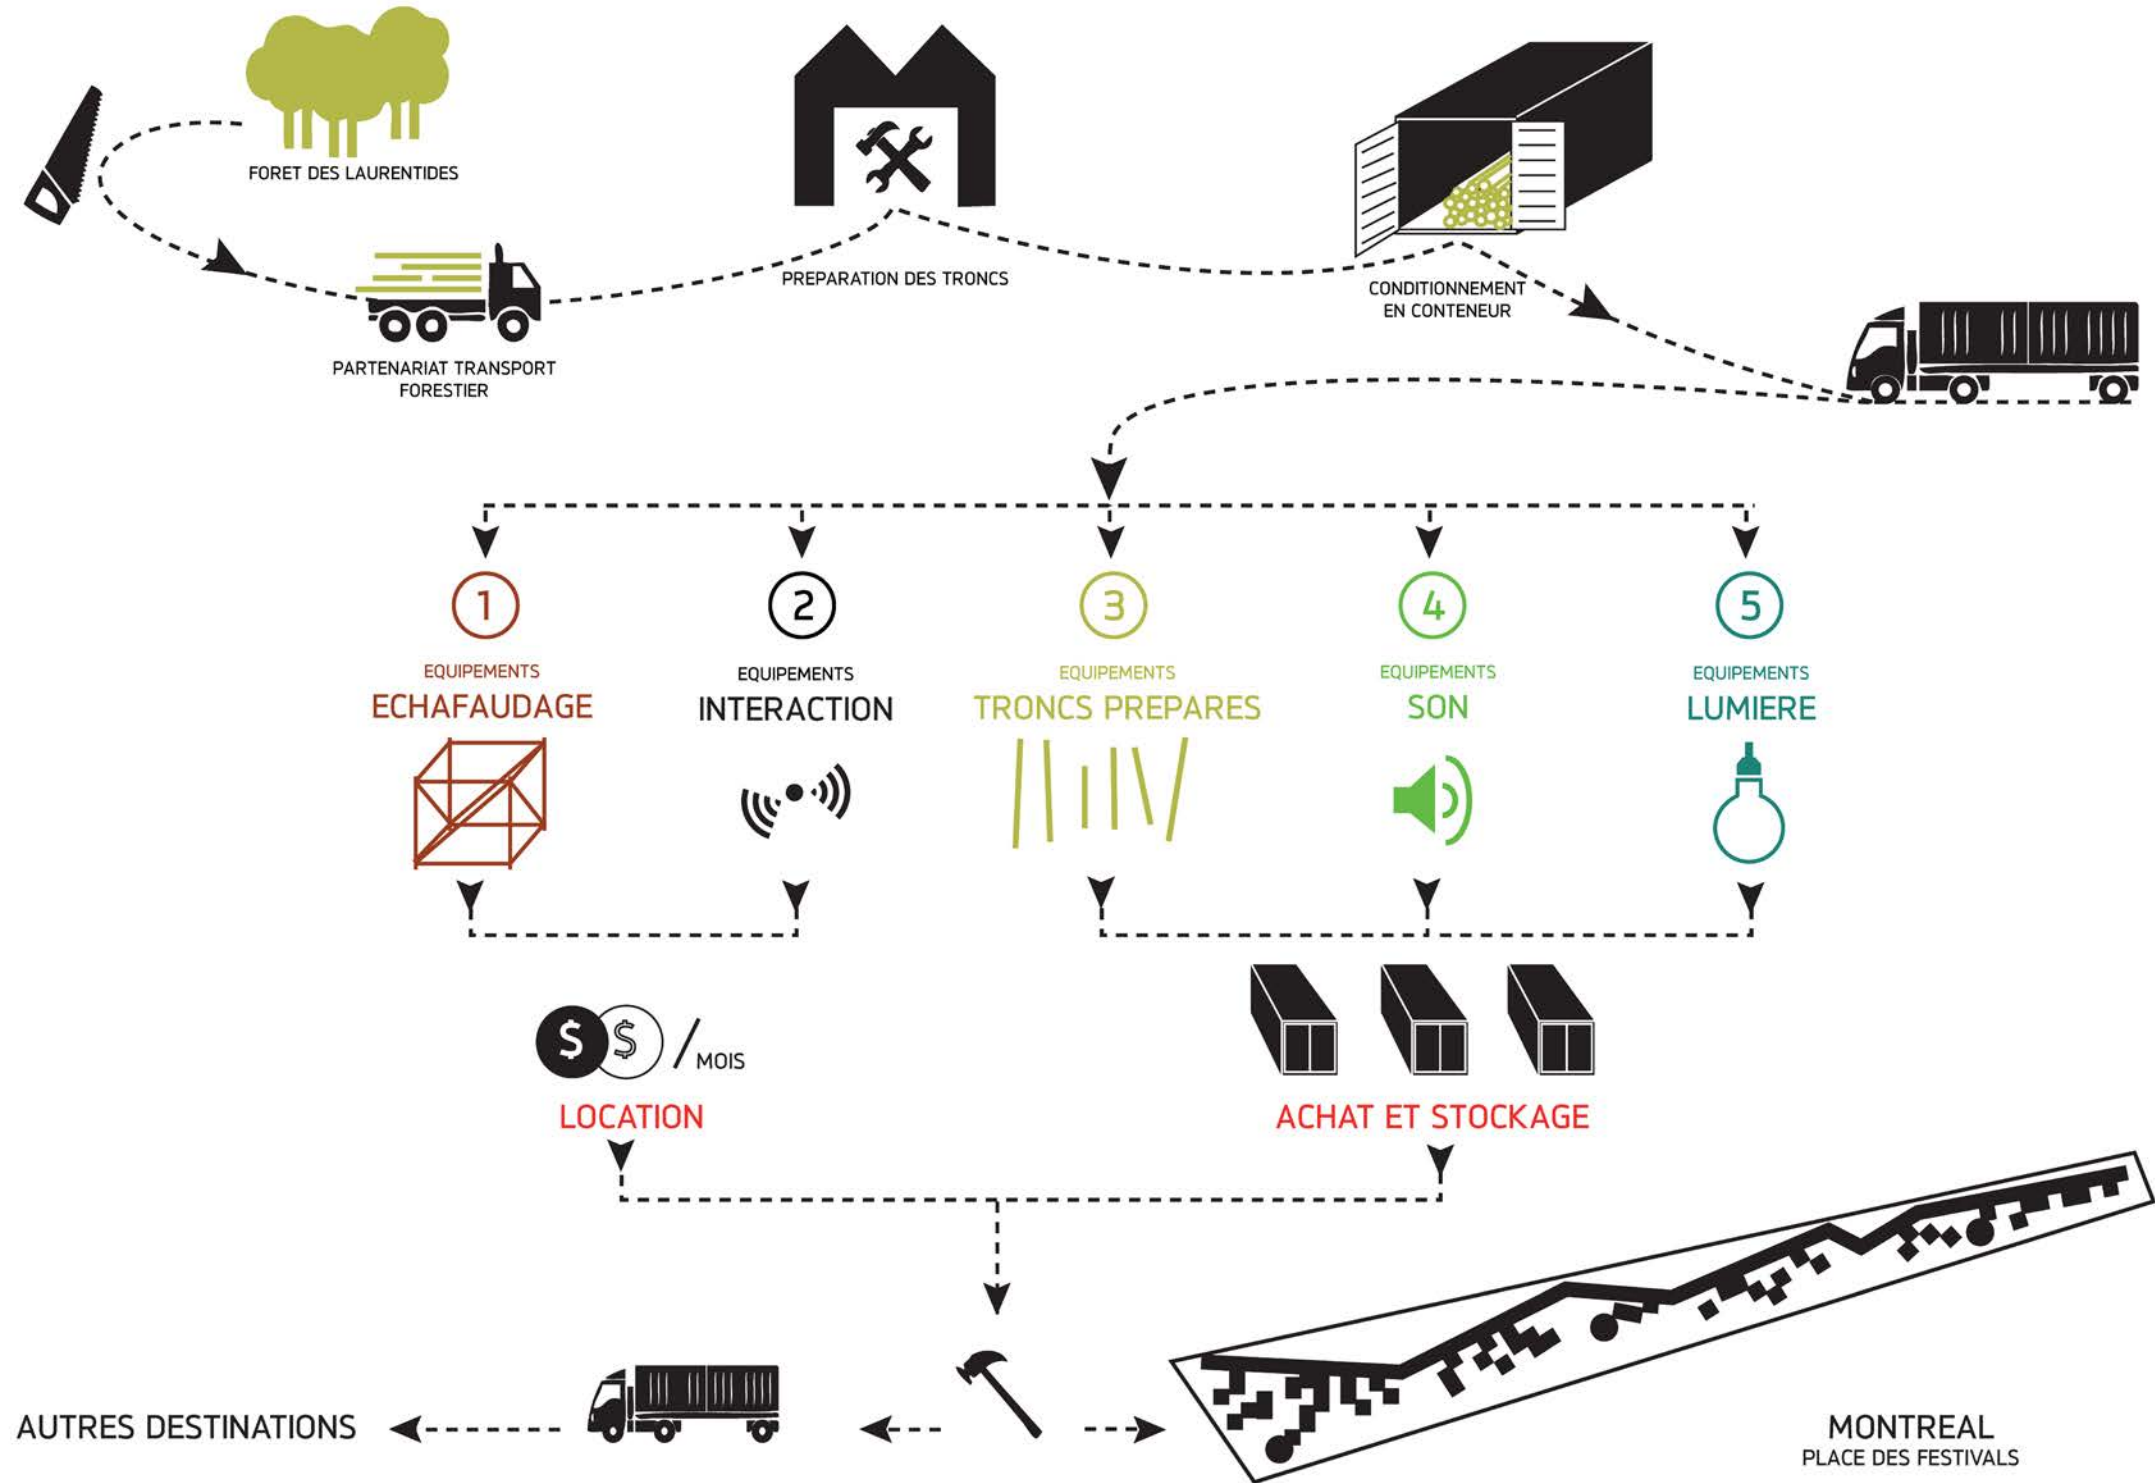 FORET DES LAURENTIDES
PREPARATION DES TRONCS
CONDITIONNEMENT
EN CONTENEUR
PARTENARIAT TRANSPORT
FORESTIER
1
2
3
4
5
EQUIPEMENTS
ECHAFAUDAGE
EQUIPEMENTS
INTERACTION
EQUIPEMENTS
TRONCS PREPARES
EQUIPEMENTS
SON
EQUIPEMENTS
LUMIERE
$ $ / MOIS
LOCATION
ACHAT ET STOCKAGE
AUTRES DESTINATIONS
MONTREAL
PLACE DES FESTIVALS